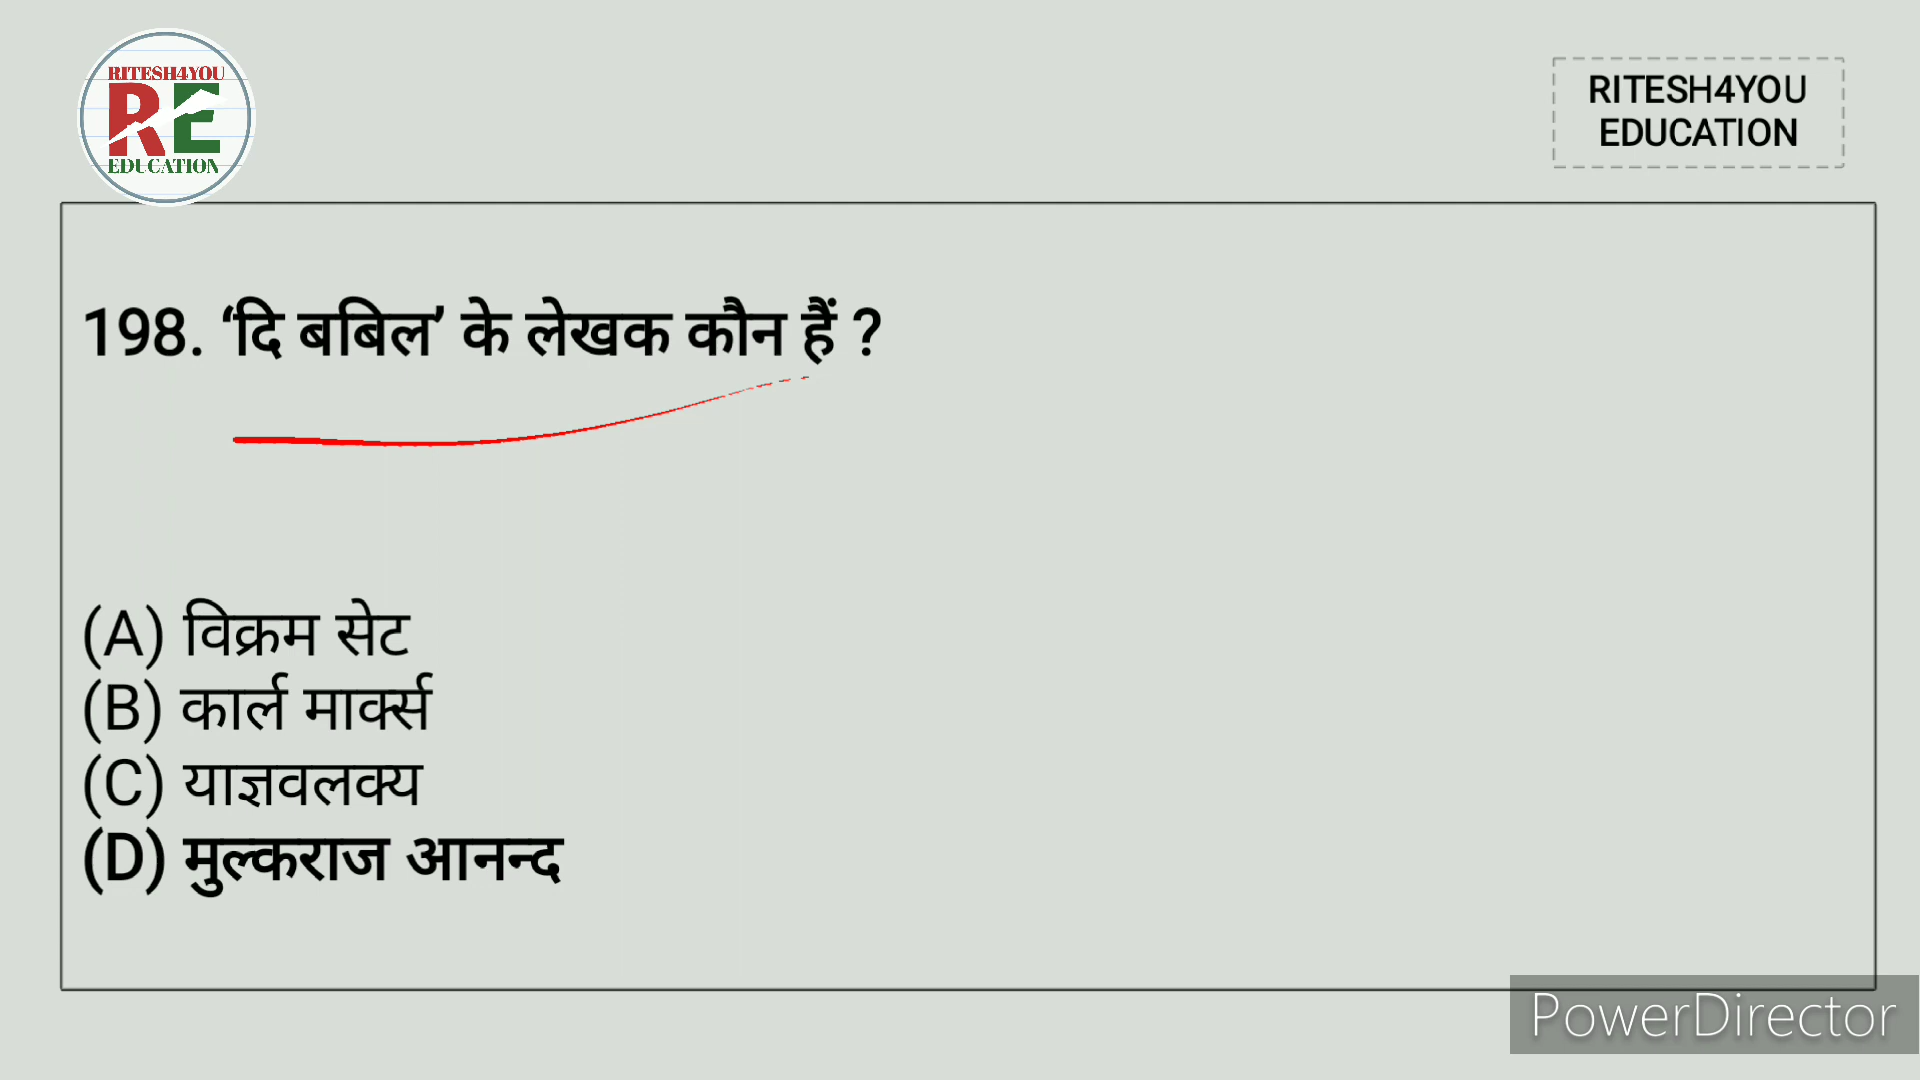 RITESH4YOU
RE
EDUCATION
RITESH4YOU
EDUCATION
198. ‘दि बबिल’ के लेखक कौन हैं ?
(A) विक्रम सेट
(B) कार्ल मार्क्स
(C) याज्ञवलक्य
(D) मुल्कराज आनन्द
PowerDirector